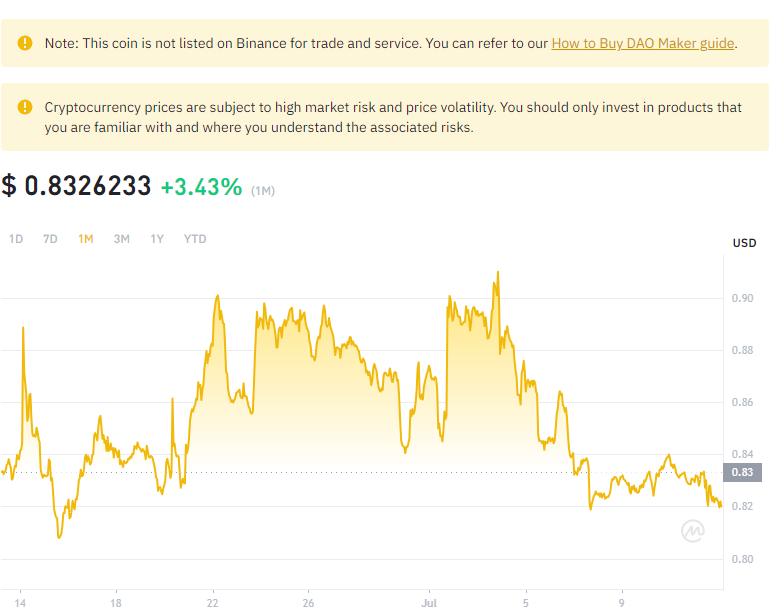 Note: This coin is not listed on Binance for trade and service. You can refer to our How to Buy DAO Maker guide.
Cryptocurrency prices are subject to high market risk and price volatility. You should only invest in products that
you are familiar with and where you understand the associated risks.
$ 0.8326233 +3.43% (1M)
1D 7D 1M 3M 1Y YTD
USD
0.90
0.88
0.86
0.84
0.83
0.82
0.80
14 18 22 26 Jul 5 9